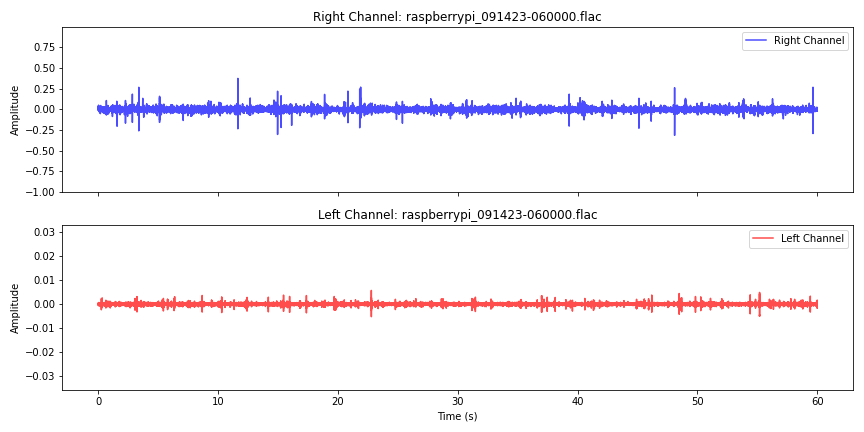 Right Channel: raspberrypi_091423-060000.flac
Right Channel
Amplitude
0.75
0.50
0.25
0.00
−0.25
−0.50
−0.75
−1.00
Left Channel: raspberrypi_091423-060000.flac
Left Channel
Amplitude
0.03
0.02
0.01
0.00
−0.01
−0.02
−0.03
0 10 20 30 40 50 60
Time (s)